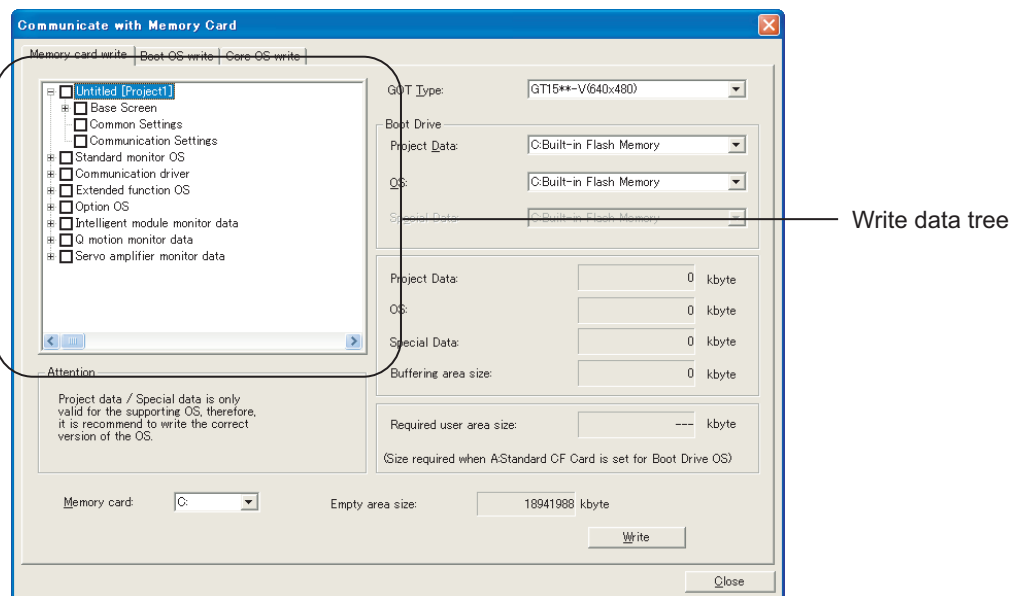 Communicate with Memory Card
Memory card write
Boot OS write
Core OS write
Untitled [Project1]
Base Screen
Common Settings
Communication Settings
Standard monitor OS
Communication driver
Extended function OS
Option OS
Intelligent module monitor data
Q motion monitor data
Servo amplifier monitor data
Attention
Project data / Special data is only
valid for the supporting OS, therefore,
it is recommend to write the correct
version of the OS.
GOT Type: GT15**-V(640x480)
Boot Drive
Project Data: C:Built-in Flash Memory
OS: C:Built-in Flash Memory
Special Data: C:Built-in Flash Memory
Write data tree
Project Data: 0 kbyte
OS: 0 kbyte
Special Data: 0 kbyte
Buffering area size: 0 kbyte
Required user area size: --- kbyte
(Size required when A:Standard CF Card is set for Boot Drive OS)
Memory card: C: Empty area size: 18941988 kbyte
Write
Close